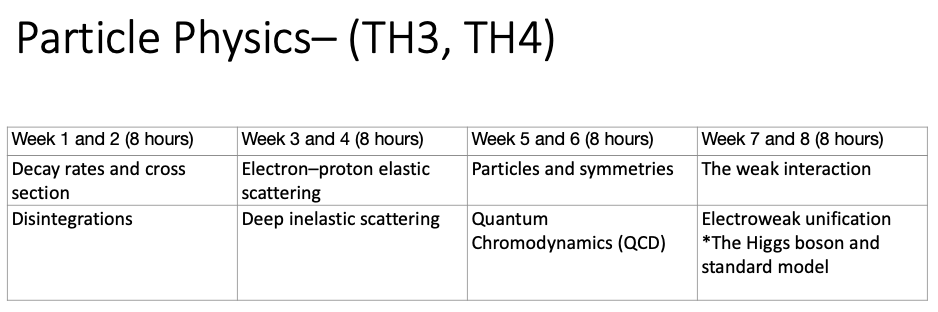 Particle Physics– (TH3, TH4)
Week 1 and 2 (8 hours)
Week 3 and 4 (8 hours)
Week 5 and 6 (8 hours)
Week 7 and 8 (8 hours)
Decay rates and cross
section
Electron–proton elastic
scattering
Particles and symmetries
The weak interaction
Disintegrations
Deep inelastic scattering
Quantum
Chromodynamics (QCD)
Electroweak unification
*The Higgs boson and
standard model